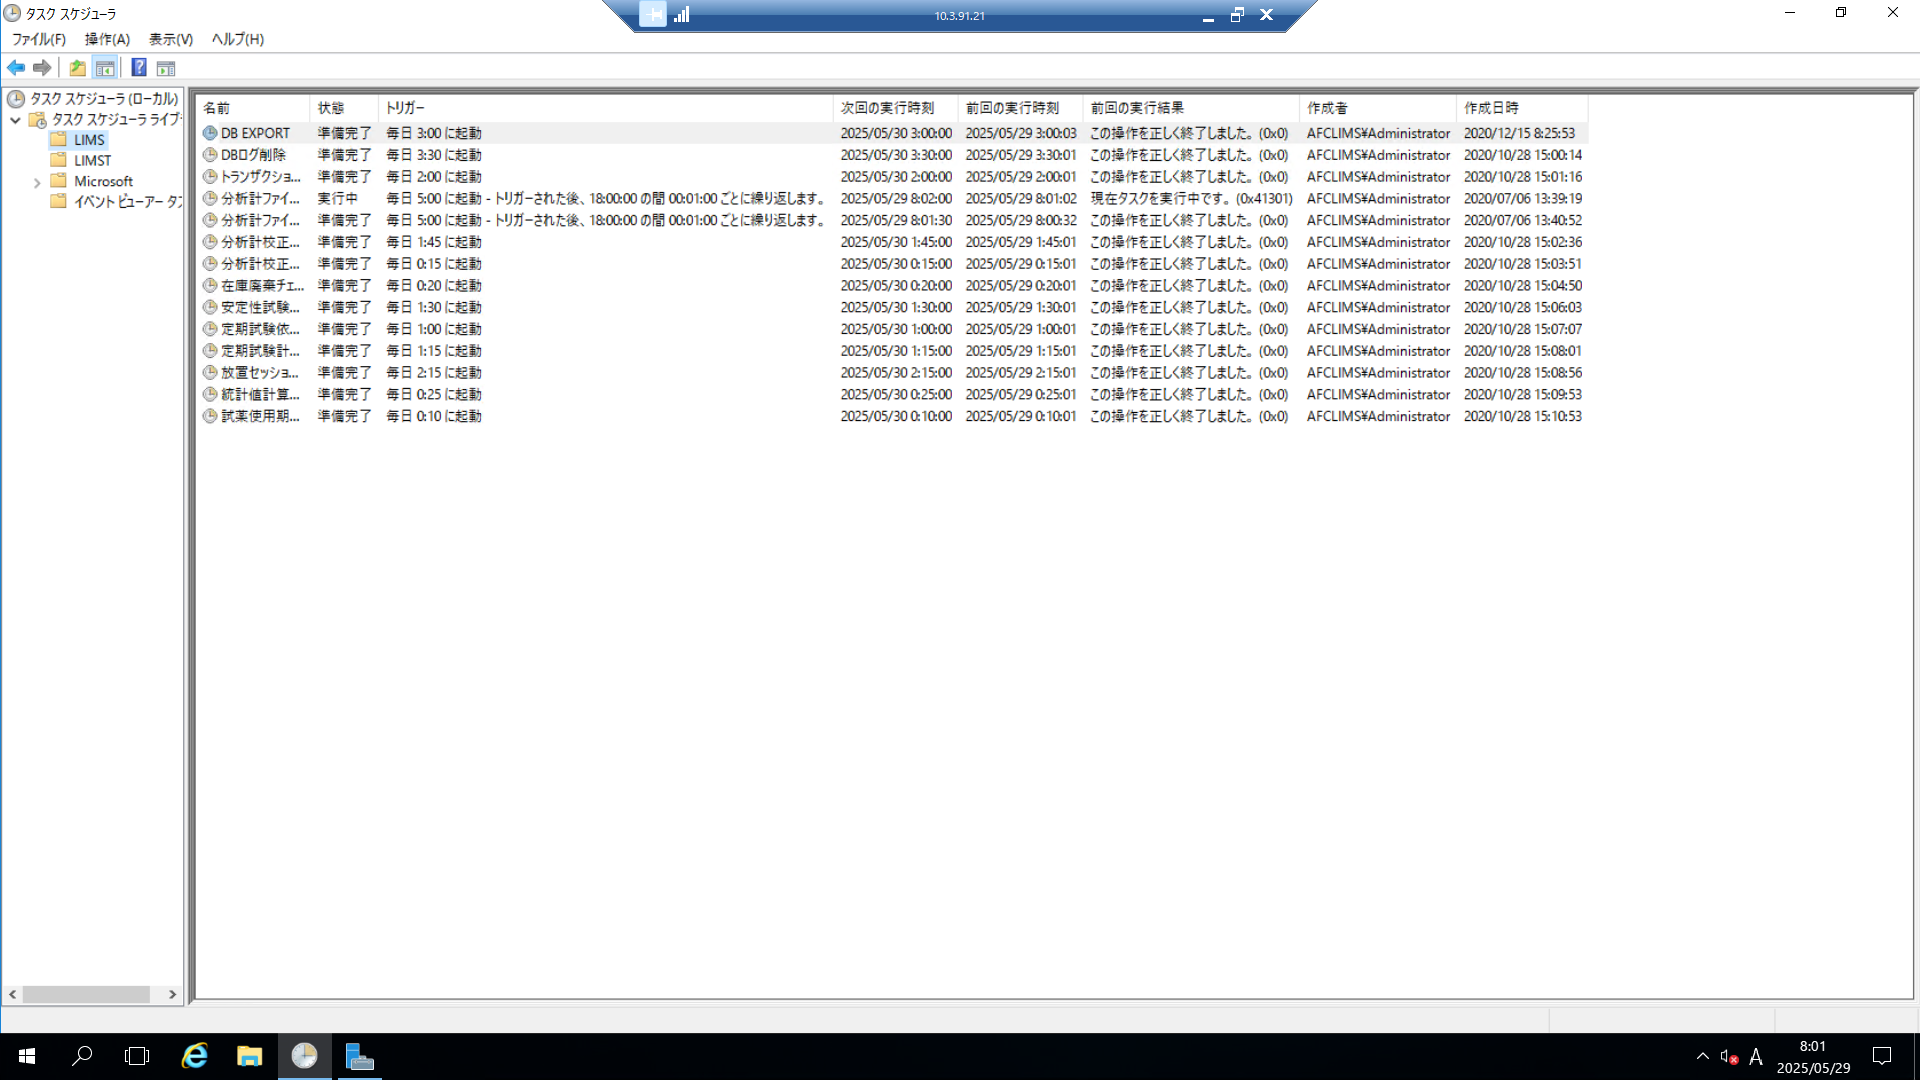 タスク スケジューラ
10.3.91.21
ファイル(F) 操作(A) 表示(V) ヘルプ(H)
タスク スケジューラ (ローカル)
タスク スケジューラ ライブ
LIMS
LIMST
Microsoft
イベント ビューアー タス
名前 状態 トリガー 次回の実行時刻 前回の実行時刻 前回の実行結果 作成者 作成日時
DB EXPORT 準備完了 毎日 3:00 に起動 2025/05/30 3:00:00 2025/05/29 3:00:03 この操作を正しく終了しました。 (0x0) AFCLIMS¥Administrator 2020/12/15 8:25:53
DBログ削除 準備完了 毎日 3:30 に起動 2025/05/30 3:30:00 2025/05/29 3:30:01 この操作を正しく終了しました。 (0x0) AFCLIMS¥Administrator 2020/10/28 15:00:14
トランザクショ... 準備完了 毎日 2:00 に起動 2025/05/30 2:00:00 2025/05/29 2:00:01 この操作を正しく終了しました。 (0x0) AFCLIMS¥Administrator 2020/10/28 15:01:16
分析計ファイ... 実行中 毎日 5:00 に起動 - トリガーされた後、18:00:00 の間 00:01:00 ごとに繰り返します。 2025/05/29 8:02:00 2025/05/29 8:01:02 現在タスクを実行中です。 (0x41301) AFCLIMS¥Administrator 2020/07/06 13:39:19
分析計ファイ... 準備完了 毎日 5:00 に起動 - トリガーされた後、18:00:00 の間 00:01:00 ごとに繰り返します。 2025/05/29 8:01:30 2025/05/29 8:00:32 この操作を正しく終了しました。 (0x0) AFCLIMS¥Administrator 2020/07/06 13:40:52
分析計校正... 準備完了 毎日 1:45 に起動 2025/05/30 1:45:00 2025/05/29 1:45:01 この操作を正しく終了しました。 (0x0) AFCLIMS¥Administrator 2020/10/28 15:02:36
分析計校正... 準備完了 毎日 0:15 に起動 2025/05/30 0:15:00 2025/05/29 0:15:01 この操作を正しく終了しました。 (0x0) AFCLIMS¥Administrator 2020/10/28 15:03:51
在庫廃棄チェ... 準備完了 毎日 0:20 に起動 2025/05/30 0:20:00 2025/05/29 0:20:01 この操作を正しく終了しました。 (0x0) AFCLIMS¥Administrator 2020/10/28 15:04:50
安定性試験... 準備完了 毎日 1:30 に起動 2025/05/30 1:30:00 2025/05/29 1:30:01 この操作を正しく終了しました。 (0x0) AFCLIMS¥Administrator 2020/10/28 15:06:03
定期試験依... 準備完了 毎日 1:00 に起動 2025/05/30 1:00:00 2025/05/29 1:00:01 この操作を正しく終了しました。 (0x0) AFCLIMS¥Administrator 2020/10/28 15:07:07
定期試験計... 準備完了 毎日 1:15 に起動 2025/05/30 1:15:00 2025/05/29 1:15:01 この操作を正しく終了しました。 (0x0) AFCLIMS¥Administrator 2020/10/28 15:08:01
放置セッショ... 準備完了 毎日 2:15 に起動 2025/05/30 2:15:00 2025/05/29 2:15:01 この操作を正しく終了しました。 (0x0) AFCLIMS¥Administrator 2020/10/28 15:08:56
統計値計算... 準備完了 毎日 0:25 に起動 2025/05/30 0:25:00 2025/05/29 0:25:01 この操作を正しく終了しました。 (0x0) AFCLIMS¥Administrator 2020/10/28 15:09:53
試薬使用期... 準備完了 毎日 0:10 に起動 2025/05/30 0:10:00 2025/05/29 0:10:01 この操作を正しく終了しました。 (0x0) AFCLIMS¥Administrator 2020/10/28 15:10:53
A
8:01
2025/05/29